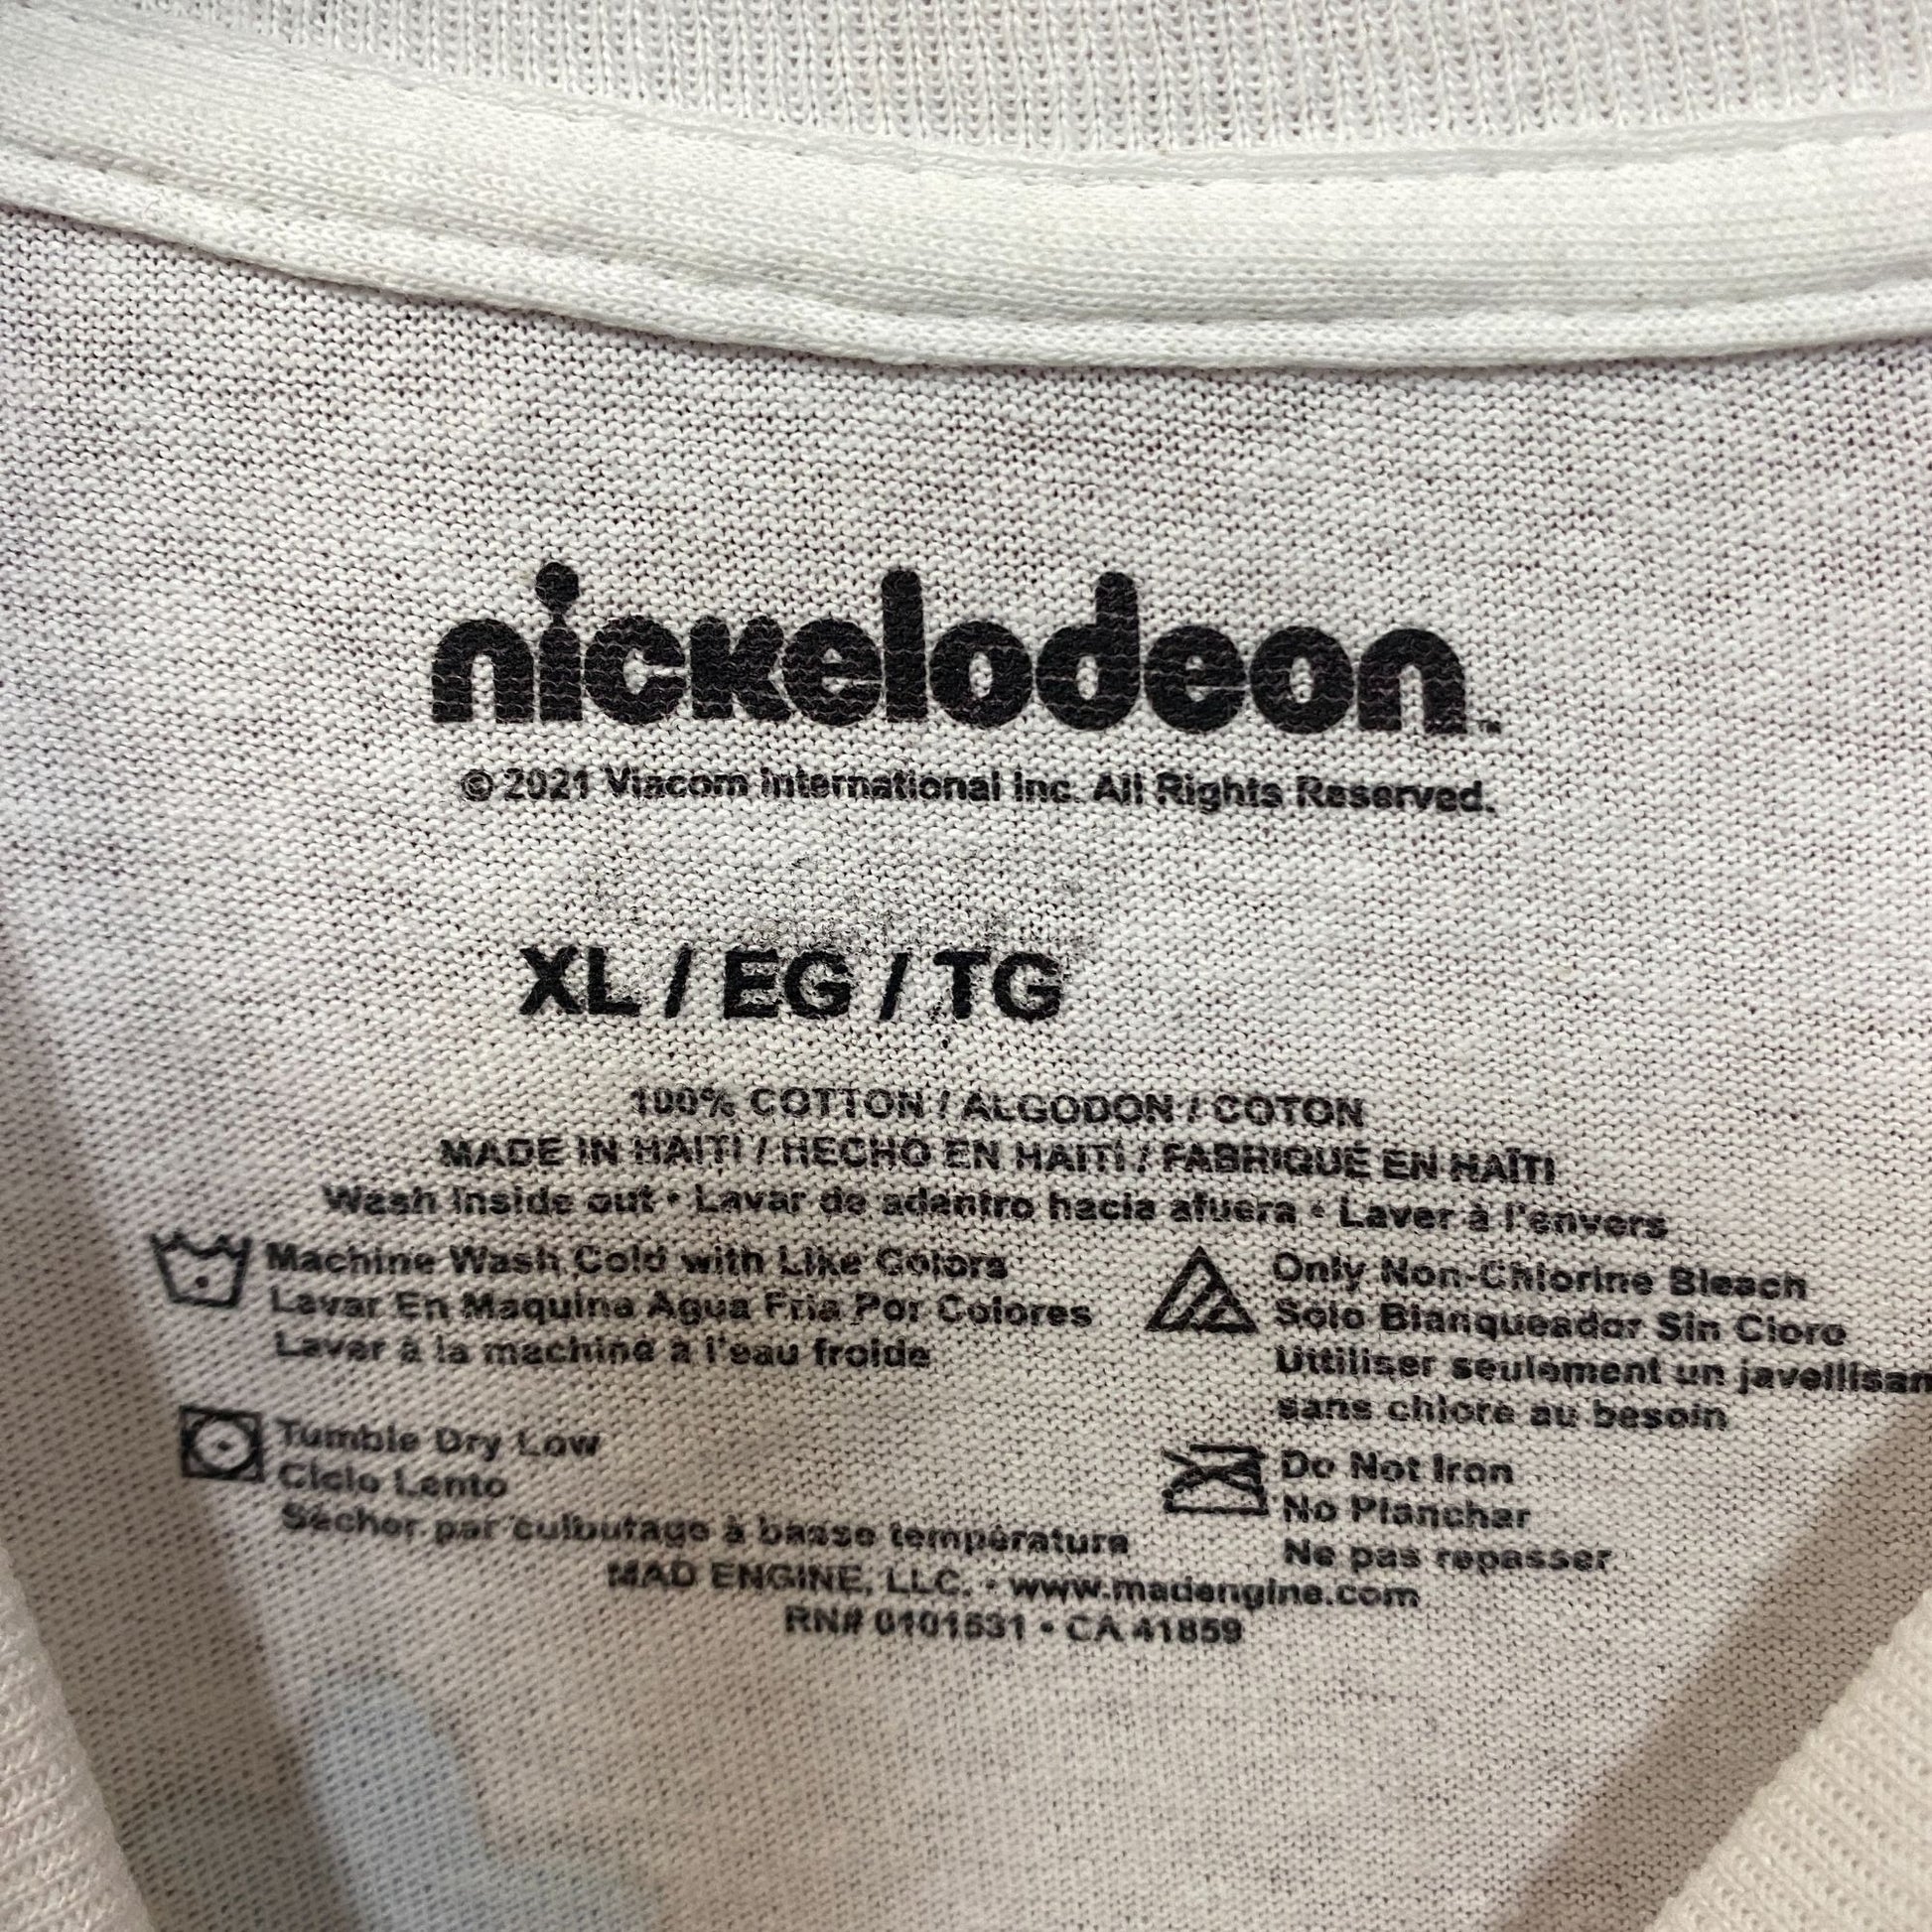 nickelodeon™
© 2021 Viacom International Inc. All Rights Reserved.
XL / EG / TG
100% COTTON / ALGODON / COTON
MADE IN HAITI / HECHO EN HAITÍ / FABRIQUÉ EN HAÏTI
Wash inside out • Lavar de adentro hacia afuera • Laver à l'envers
Machine Wash Cold with Like Colors
Lavar En Maquina Agua Fria Por Colores
Laver à la machine à l'eau froide
Only Non-Chlorine Bleach
Solo Blanqueador Sin Cloro
Uttiliser seulement un javellisan
sans chlore au besoin
Tumble Dry Low
Ciclo Lento
Sécher par culbutage à basse température
Do Not Iron
No Planchar
Ne pas repasser
MAD ENGINE, LLC. • www.madengine.com
RN# 0101531 • CA 41859